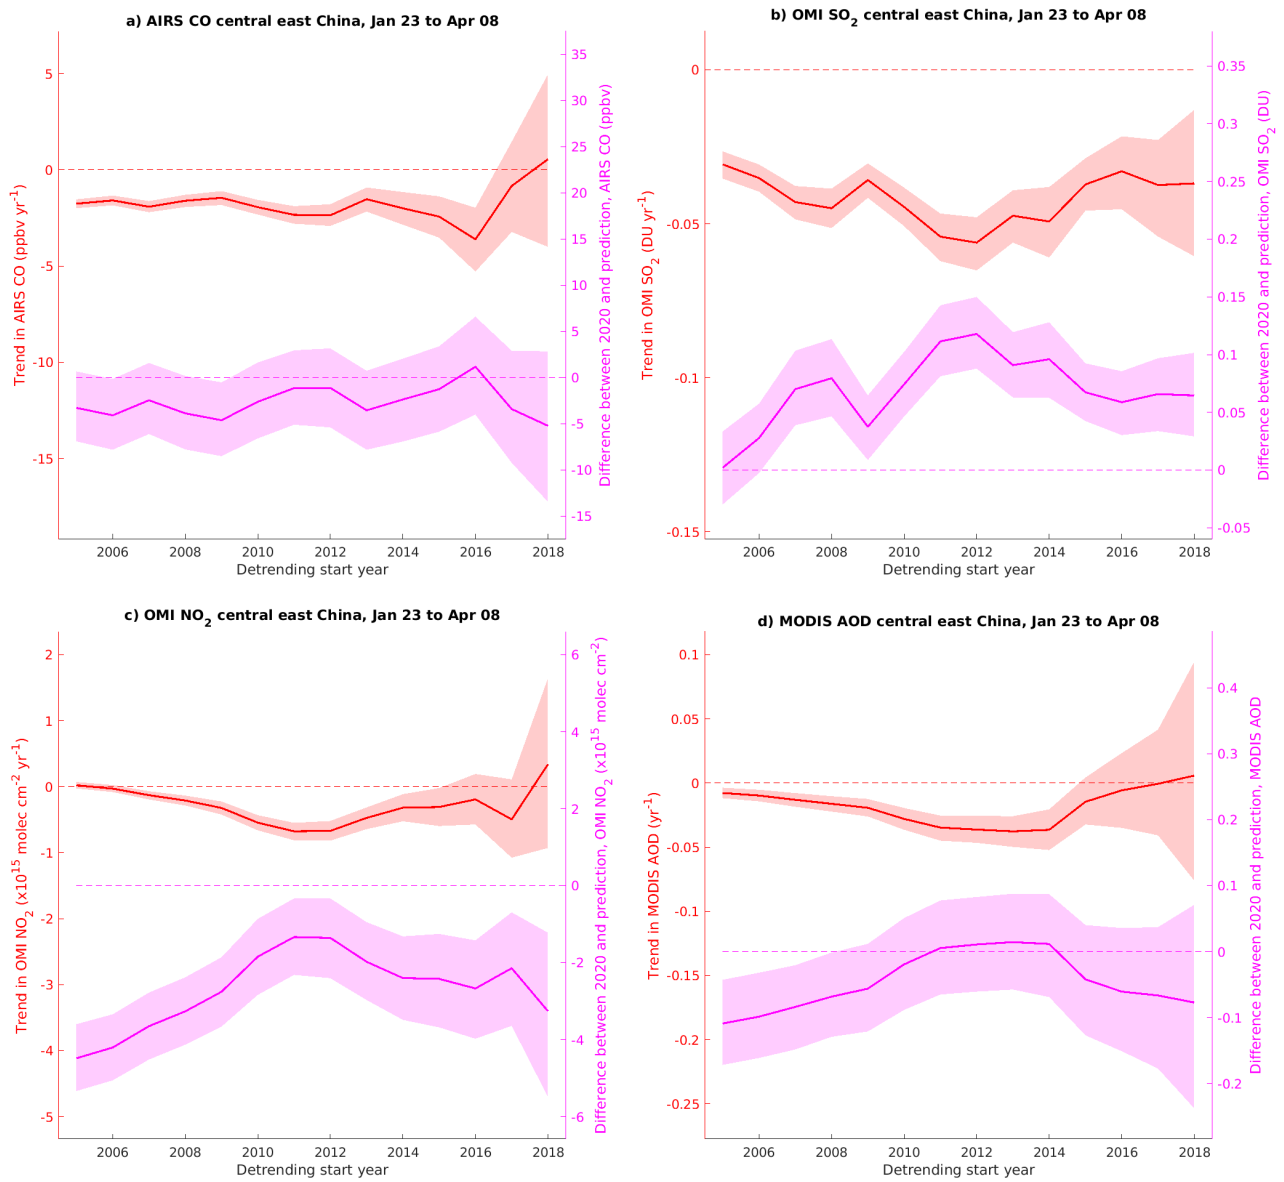 a) AIRS CO central east China, Jan 23 to Apr 08
Trend in AIRS CO (ppbv yr-1)
5
0
-5
-10
-15
35
30
25
20
15
10
5
0
-5
-10
-15
Difference between 2020 and prediction, AIRS CO (ppbv)
2006 2008 2010 2012 2014 2016 2018
Detrending start year
b) OMI SO2 central east China, Jan 23 to Apr 08
Trend in OMI SO2 (DU yr-1)
0
-0.05
-0.1
-0.15
0.35
0.3
0.25
0.2
0.15
0.1
0.05
0
-0.05
Difference between 2020 and prediction, OMI SO2 (DU)
2006 2008 2010 2012 2014 2016 2018
Detrending start year
c) OMI NO2 central east China, Jan 23 to Apr 08
Trend in OMI NO2 (x1015 molec cm-2 yr-1)
2
1
0
-1
-2
-3
-4
-5
6
4
2
0
-2
-4
-6
Difference between 2020 and prediction, OMI NO2 (x1015 molec cm-2)
2006 2008 2010 2012 2014 2016 2018
Detrending start year
d) MODIS AOD central east China, Jan 23 to Apr 08
Trend in MODIS AOD (yr-1)
0.1
0.05
0
-0.05
-0.1
-0.15
-0.2
-0.25
0.4
0.3
0.2
0.1
0
-0.1
-0.2
Difference between 2020 and prediction, MODIS AOD
2006 2008 2010 2012 2014 2016 2018
Detrending start year